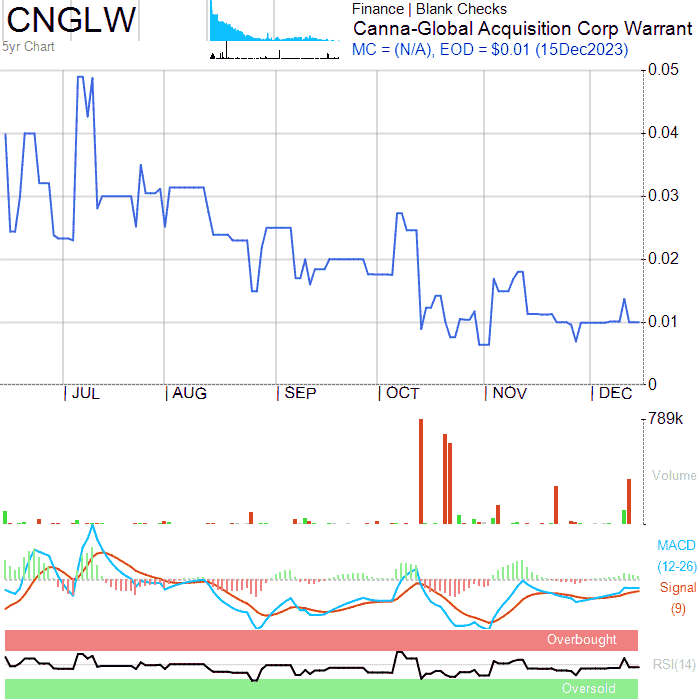 CNGLW
5yr Chart
Finance | Blank Checks
Canna-Global Acquisition Corp Warrant
MC = (N/A), EOD = $0.01 (15Dec2023)
0.05
0.04
0.03
0.02
0.01
0
JUL AUG SEP OCT NOV DEC
789k
Volume
MACD
(12-26)
Signal
(9)
Overbought
RSI(14)
Oversold